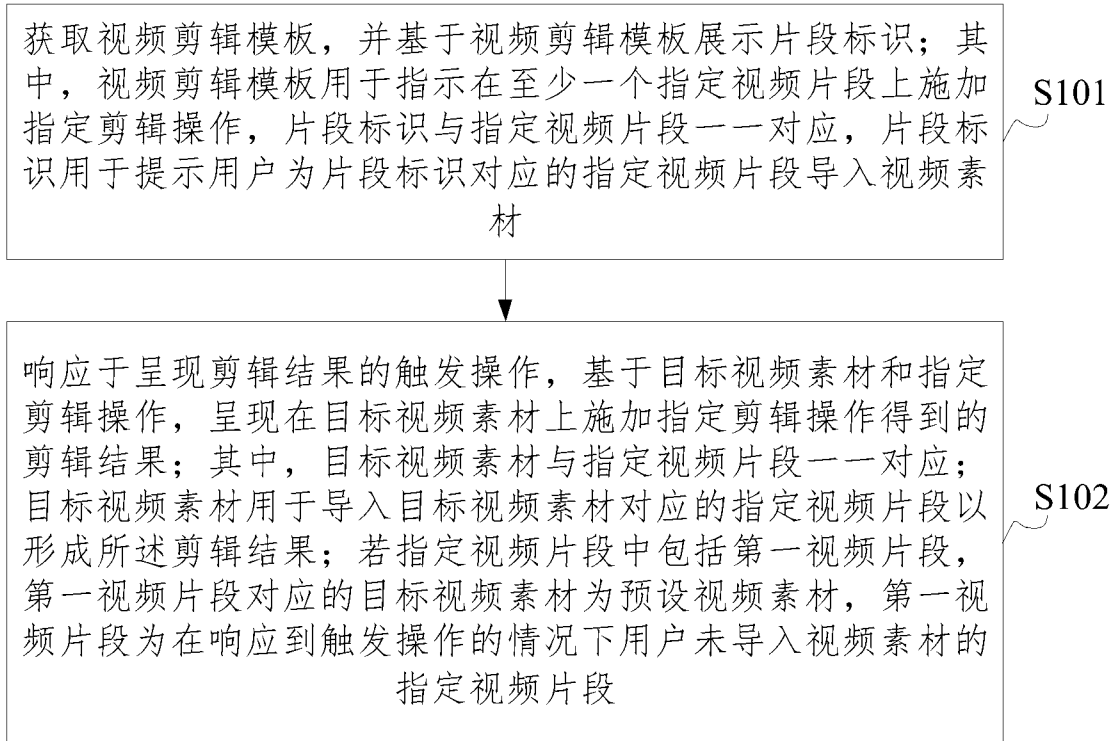 获取视频剪辑模板，并基于视频剪辑模板展示片段标识；其
中，视频剪辑模板用于指示在至少一个指定视频片段上施加
指定剪辑操作，片段标识与指定视频片段一一对应，片段标
识用于提示用户为片段标识对应的指定视频片段导入视频素
材
S101
响应于呈现剪辑结果的触发操作，基于目标视频素材和指定
剪辑操作，呈现在目标视频素材上施加指定剪辑操作得到的
剪辑结果；其中，目标视频素材与指定视频片段一一对应；
目标视频素材用于导入目标视频素材对应的指定视频片段以
形成所述剪辑结果；若指定视频片段中包括第一视频片段，
第一视频片段对应的目标视频素材为预设视频素材，第一视
频片段为在响应到触发操作的情况下用户未导入视频素材的
指定视频片段
S102